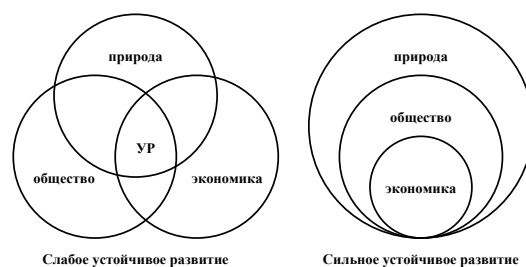 природа
УР
общество
экономика
Слабое устойчивое развитие
природа
общество
экономика
Сильное устойчивое развитие